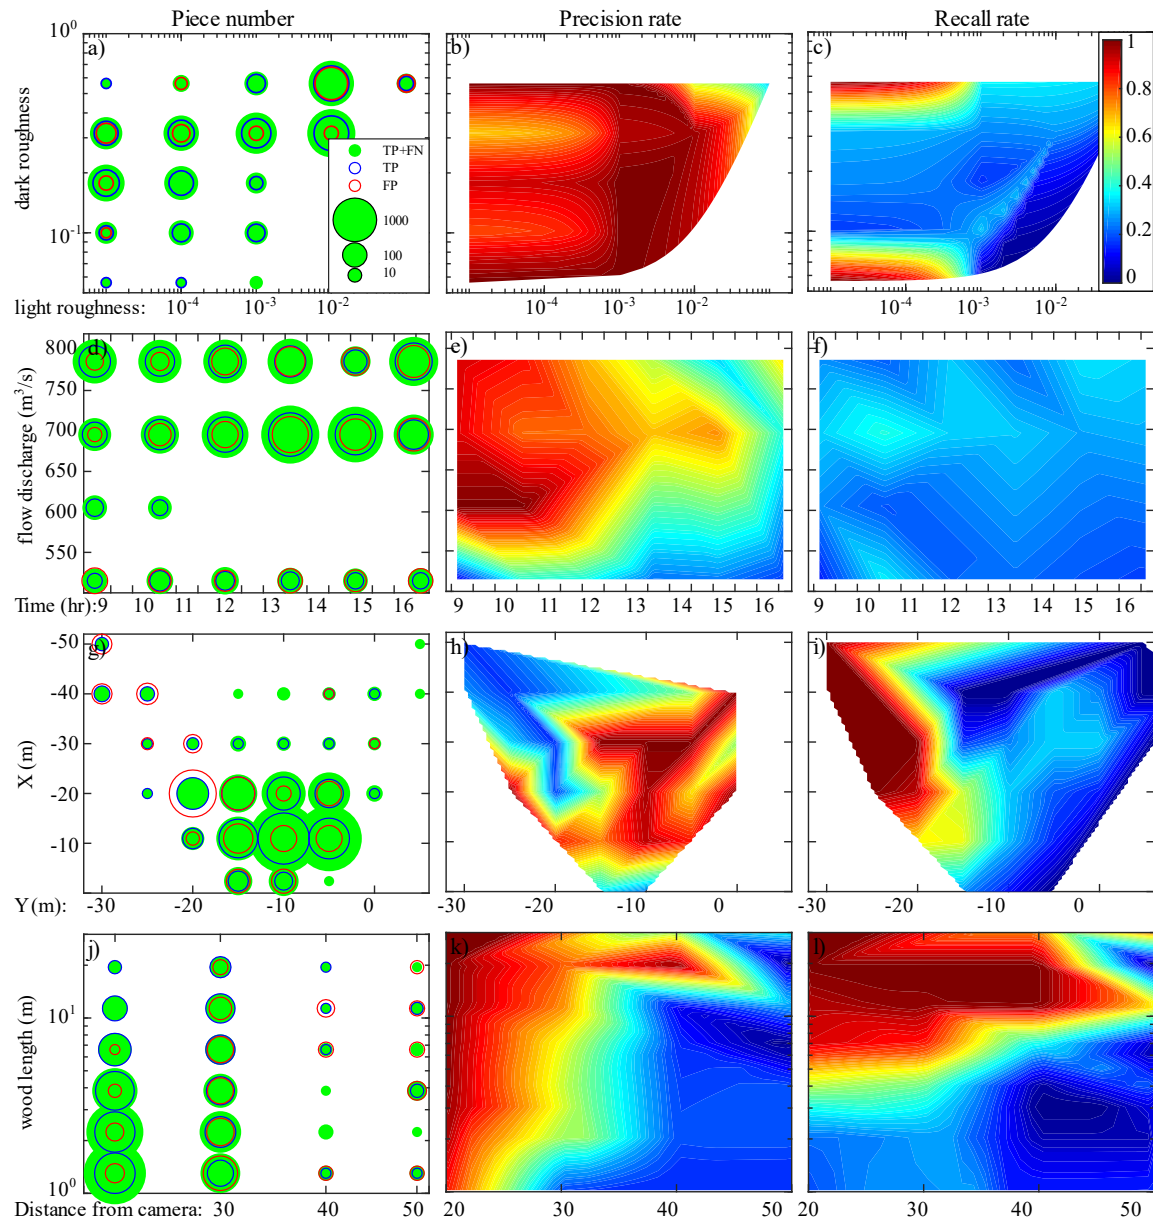 Piece number Precision rate Recall rate
10⁰
a) b) c) 1
0.8
0.6
0.4
0.2
0
dark roughness
10⁻¹
TP+FN
TP
FP
1000
100
10
light roughness: 10⁻⁴ 10⁻³ 10⁻² 10⁻⁴ 10⁻³ 10⁻² 10⁻⁴ 10⁻³ 10⁻²
d) e) f)
flow discharge (m³/s)
800
750
700
650
600
550
Time (hr): 9 10 11 12 13 14 15 16 9 10 11 12 13 14 15 16 9 10 11 12 13 14 15 16
g) h) i)
X (m)
-50
-40
-30
-20
-10
Y(m): -30 -20 -10 0 -30 -20 -10 0 -30 -20 -10 0
j) k) l)
wood length (m)
10¹
10⁰
Distance from camera: 30 40 50 20 30 40 50 20 30 40 50